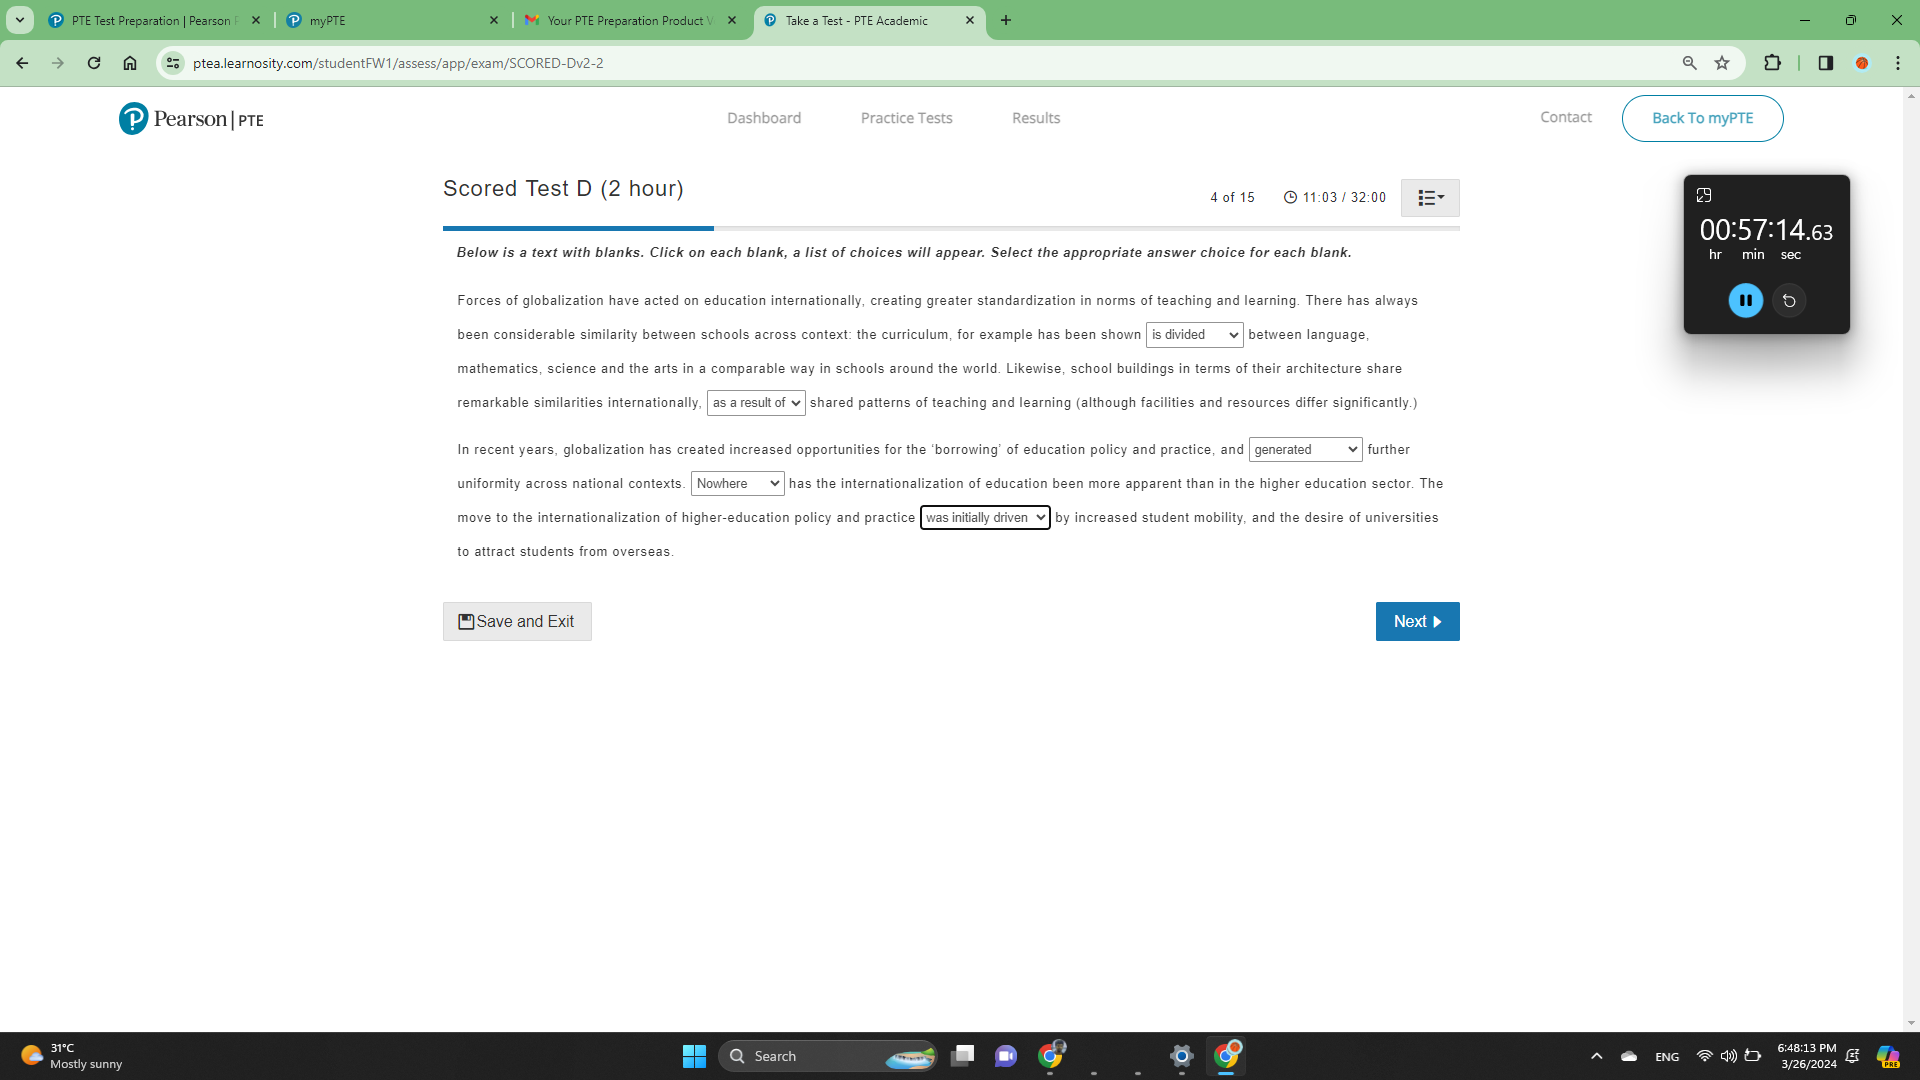 PTE Test Preparation | Pearson P
myPTE
Your PTE Preparation Product V
Take a Test - PTE Academic
ptea.learnosity.com/studentFW1/assess/app/exam/SCORED-Dv2-2
Pearson | PTE
Dashboard
Practice Tests
Results
Contact
Back To myPTE
Scored Test D (2 hour)
4 of 15
11:03 / 32:00
00:57:14.63
hr min sec
Below is a text with blanks. Click on each blank, a list of choices will appear. Select the appropriate answer choice for each blank.
Forces of globalization have acted on education internationally, creating greater standardization in norms of teaching and learning. There has always
been considerable similarity between schools across context: the curriculum, for example has been shown is divided between language,
mathematics, science and the arts in a comparable way in schools around the world. Likewise, school buildings in terms of their architecture share
remarkable similarities internationally, as a result of shared patterns of teaching and learning (although facilities and resources differ significantly.)
In recent years, globalization has created increased opportunities for the ‘borrowing’ of education policy and practice, and generated further
uniformity across national contexts. Nowhere has the internationalization of education been more apparent than in the higher education sector. The
move to the internationalization of higher-education policy and practice was initially driven by increased student mobility, and the desire of universities
to attract students from overseas.
Save and Exit
Next
31°C
Mostly sunny
Search
ENG
6:48:13 PM
3/26/2024
PRE